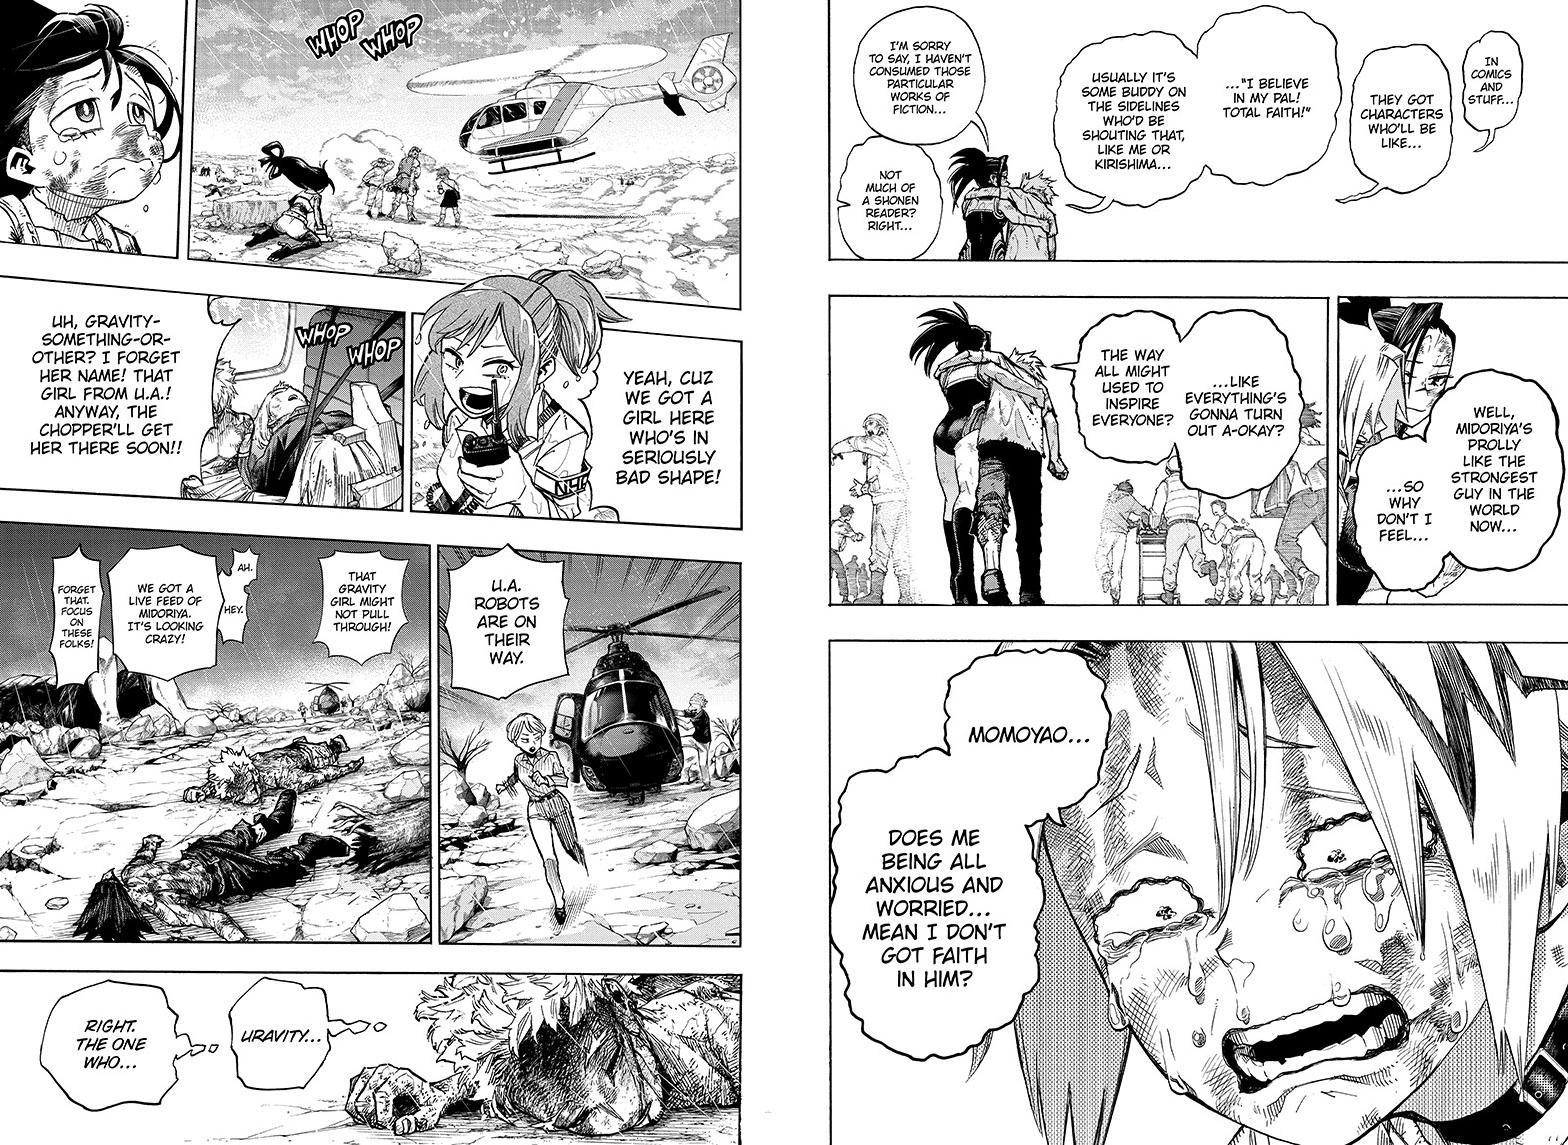 IN
COMICS
AND
STUFF...
THEY GOT
CHARACTERS
WHO'LL BE
LIKE...
..."I BELIEVE
IN MY PAL!
TOTAL FAITH!"
USUALLY IT'S
SOME BUDDY ON
THE SIDELINES
WHO'D BE
SHOUTING THAT,
LIKE ME OR
KIRISHIMA...
I'M SORRY
TO SAY, I HAVEN'T
CONSUMED THOSE
PARTICULAR
WORKS OF
FICTION...
NOT
MUCH OF
A SHONEN
READER?
RIGHT...
WELL,
MIDORIYA'S
PROLLY
LIKE THE
STRONGEST
GUY IN THE
WORLD
NOW...
...SO
WHY
DON'T I
FEEL...
...LIKE
EVERYTHING'S
GONNA TURN
OUT A-OKAY?
THE WAY
ALL MIGHT
USED TO
INSPIRE
EVERYONE?
MOMOYAO...
DOES ME
BEING ALL
ANXIOUS AND
WORRIED...
MEAN I DON'T
GOT FAITH
IN HIM?
WHOP
WHOP
YEAH, CUZ
WE GOT A
GIRL HERE
WHO'S IN
SERIOUSLY
BAD SHAPE!
WHOP
WHOP
UH, GRAVITY-
SOMETHING-OR-
OTHER? I FORGET
HER NAME! THAT
GIRL FROM U.A.!
ANYWAY, THE
CHOPPER'LL GET
HER THERE SOON!!
U.A.
ROBOTS
ARE ON
THEIR
WAY.
THAT
GRAVITY
GIRL MIGHT
NOT PULL
THROUGH!
AH.
HEY.
WE GOT A
LIVE FEED OF
MIDORIYA.
IT'S LOOKING
CRAZY!
FORGET
THAT.
FOCUS
ON
THESE
FOLKS!
URAVITY...
RIGHT.
THE ONE
WHO...